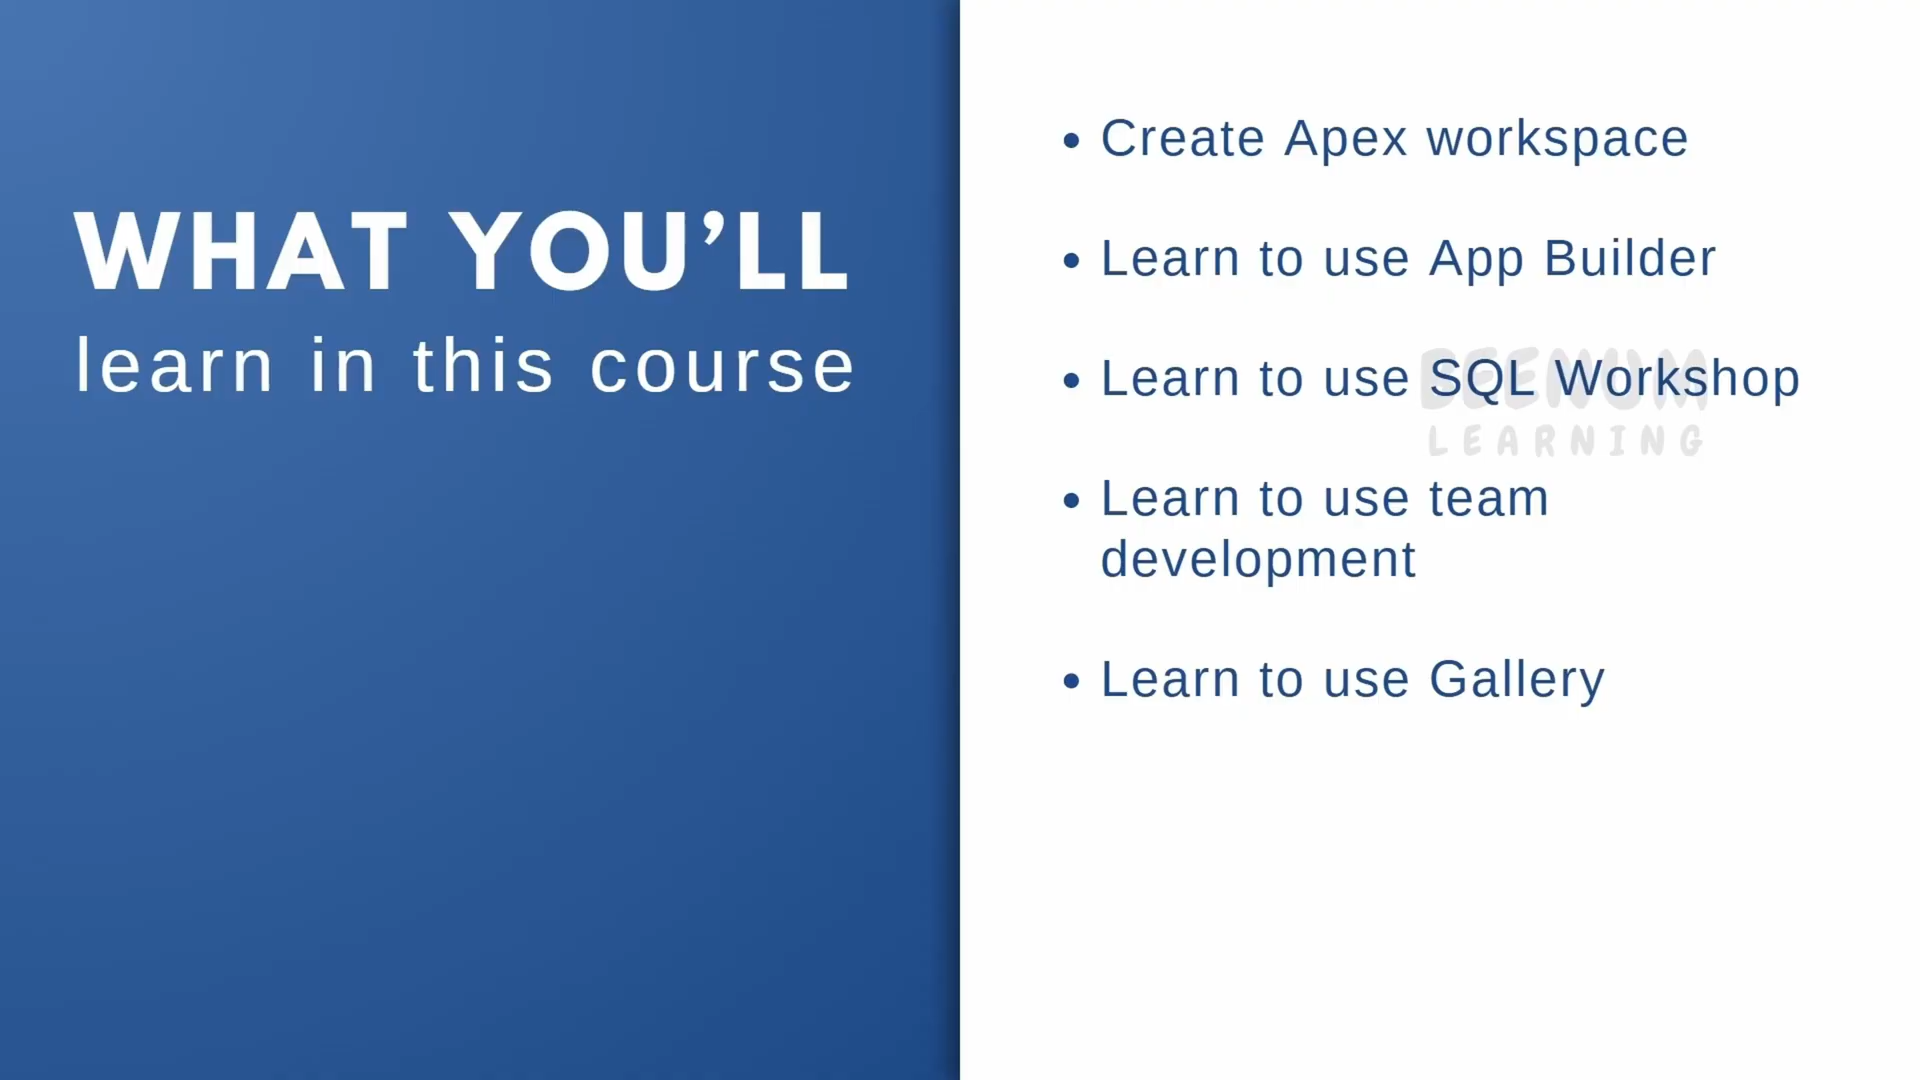 WHAT YOU’LL
learn in this course
• Create Apex workspace
• Learn to use App Builder
• Learn to use SQL Workshop
BEENUM
LEARNING
• Learn to use team
development
• Learn to use Gallery